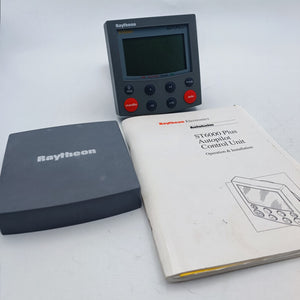 Raytheon
Raytheon
Raytheon Electronics
Autohelm
ST6000 Plus
Autopilot
Control Unit
Operation & Installation